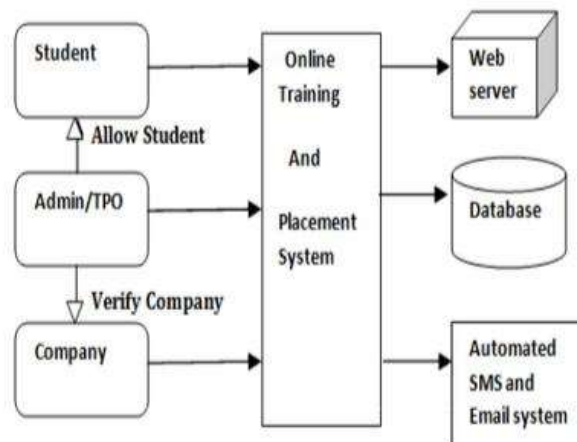 Student
Allow Student
Admin/TPO
Verify Company
Company
Online
Training
And
Placement
System
Web
server
Database
Automated
SMS and
Email system